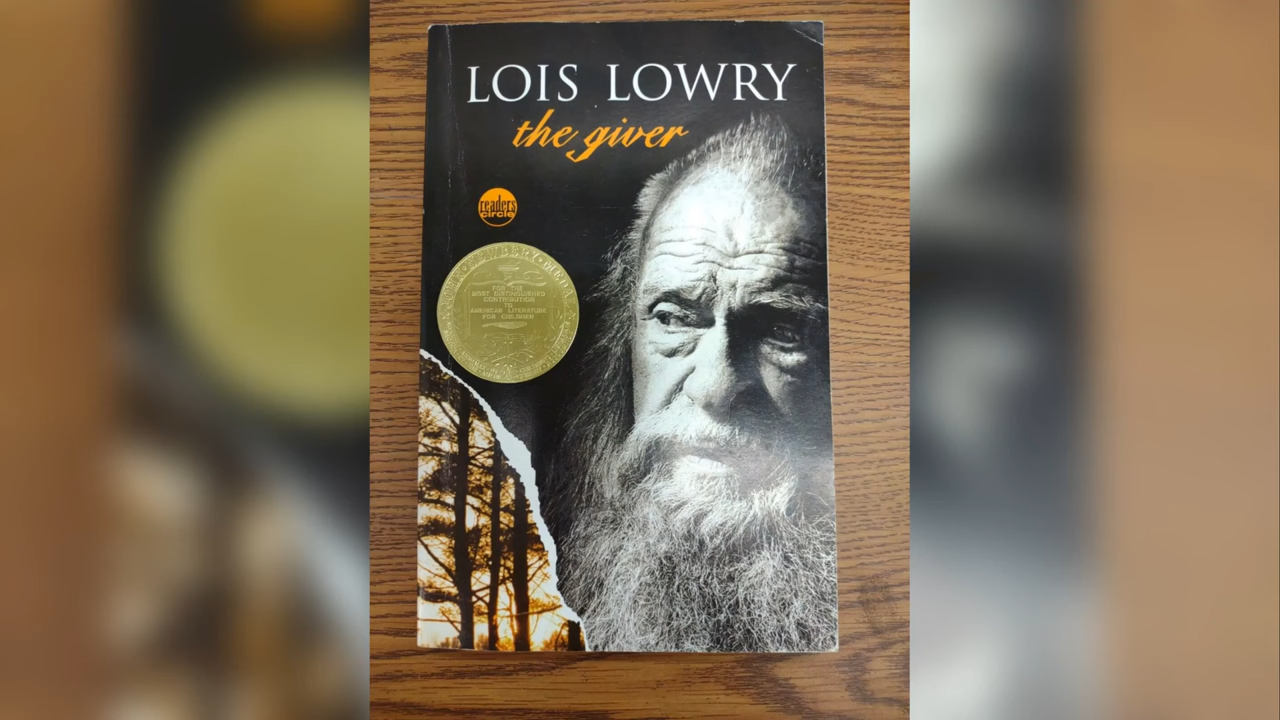 LOIS LOWRY
the giver
readers
circle
FOR THE
MOST DISTINGUISHED
CONTRIBUTION
TO
AMERICAN LITERATURE
FOR CHILDREN